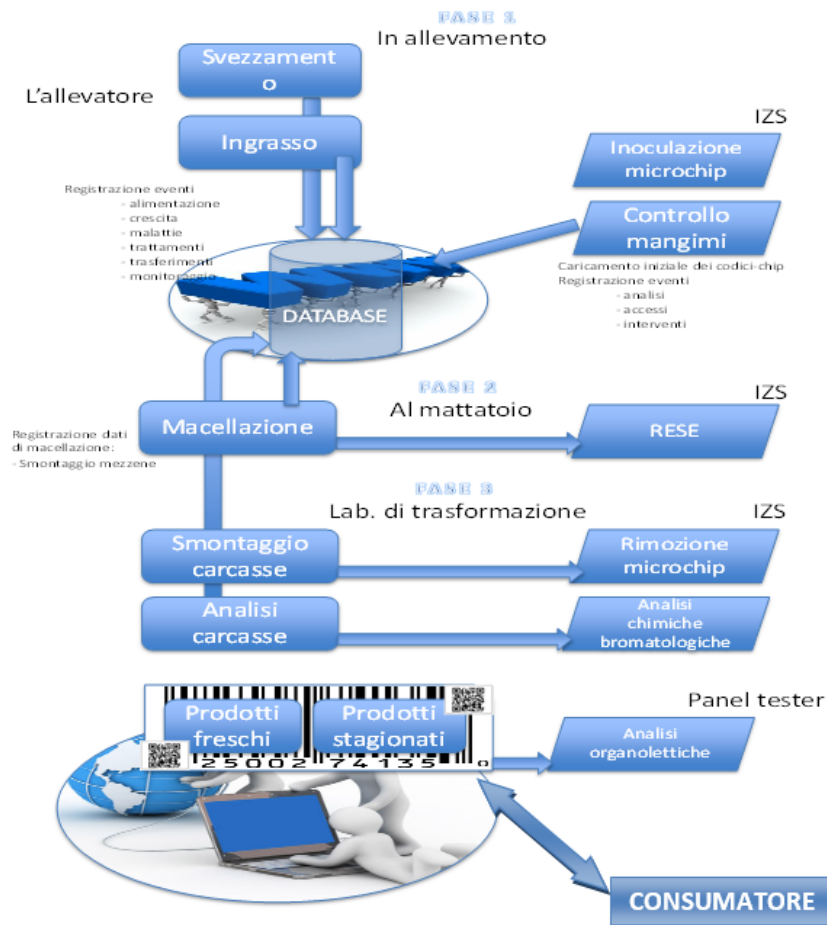 FASE 1
In allevamento
Svezzament
o
L'allevatore
Ingrasso
IZS
Inoculazione
microchip
Registrazione eventi
- alimentazione
- crescita
- malattie
- trattamenti
- trasferimenti
- monitoraggio
Controllo
mangimi
Caricamento iniziale dei codici-chip
Registrazione eventi
- analisi
- accessi
- interventi
DATABASE
FASE 2
Al mattatoio
IZS
Macellazione
RESE
Registrazione dati
di macellazione:
- Smontaggio mezzene
FASE 3
Lab. di trasformazione
IZS
Smontaggio
carcasse
Rimozione
microchip
Analisi
carcasse
Analisi
chimiche
bromatologiche
Panel tester
Prodotti
freschi
Prodotti
stagionati
25002 74135 0
Analisi
organolettiche
CONSUMATORE